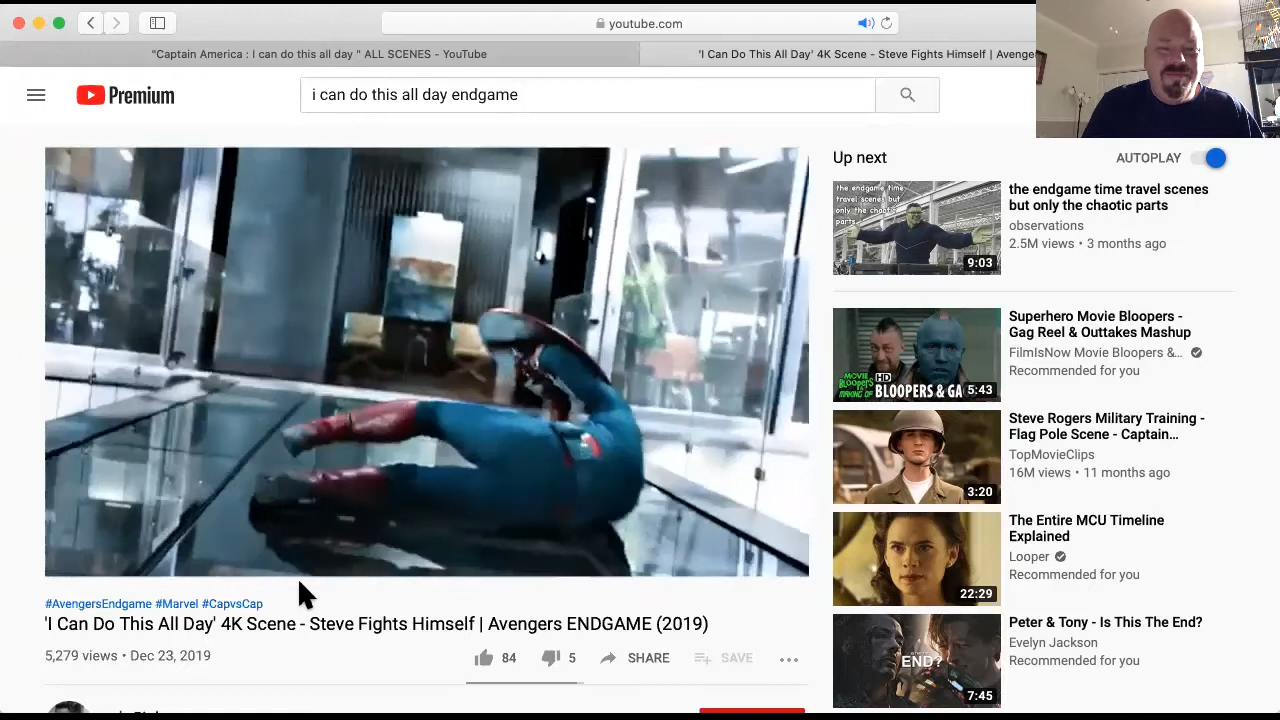 youtube.com
"Captain America : I can do this all day " ALL SCENES - YouTube
'I Can Do This All Day' 4K Scene - Steve Fights Himself | Avengers
Premium
i can do this all day endgame
Up next
AUTOPLAY
the endgame time
travel scenes but
only the chaotic
parts
9:03
the endgame time travel scenes
but only the chaotic parts
observations
2.5M views • 3 months ago
MOVIE
BLOOPERS
MAKING OF
HD
BLOOPERS & GA
5:43
Superhero Movie Bloopers -
Gag Reel & Outtakes Mashup
FilmIsNow Movie Bloopers &...
Recommended for you
3:20
Steve Rogers Military Training -
Flag Pole Scene - Captain...
TopMovieClips
16M views • 11 months ago
22:29
The Entire MCU Timeline
Explained
Looper
Recommended for you
END?
7:45
Peter & Tony - Is This The End?
Evelyn Jackson
Recommended for you
#AvengersEndgame #Marvel #CapvsCap
'I Can Do This All Day' 4K Scene - Steve Fights Himself | Avengers ENDGAME (2019)
5,279 views • Dec 23, 2019
84
5
SHARE
SAVE